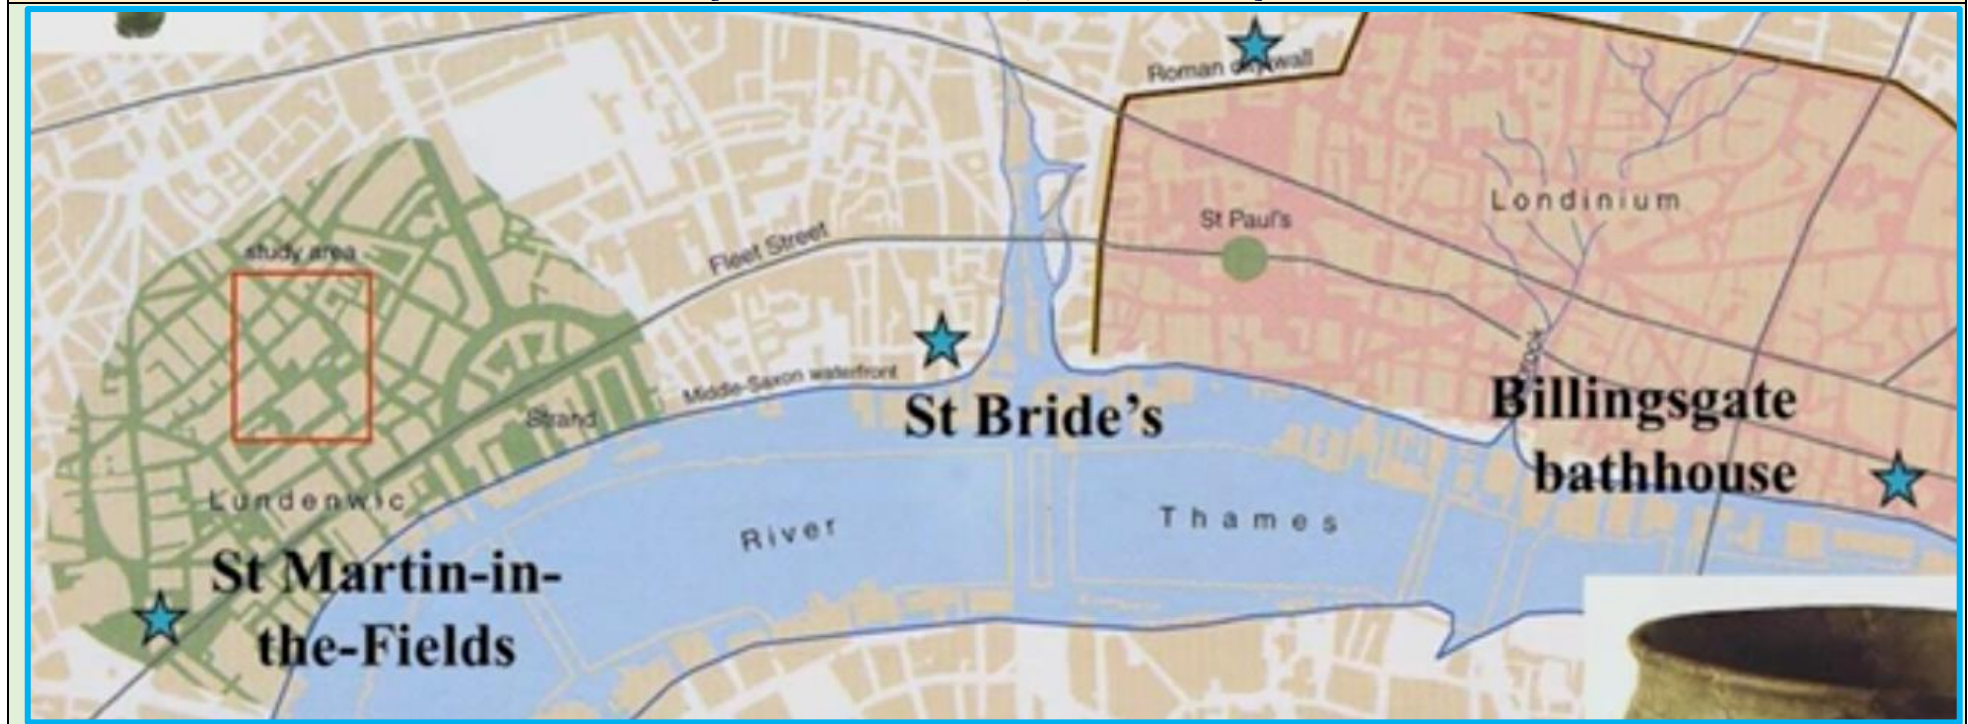 Roman city wall
Londinium
St Paul's
Fleet Street
study area
Middle-Saxon waterfront
Strand
St Bride's
Billingsgate
bathhouse
Lundenwic
River Thames
St Martin-in-
the-Fields